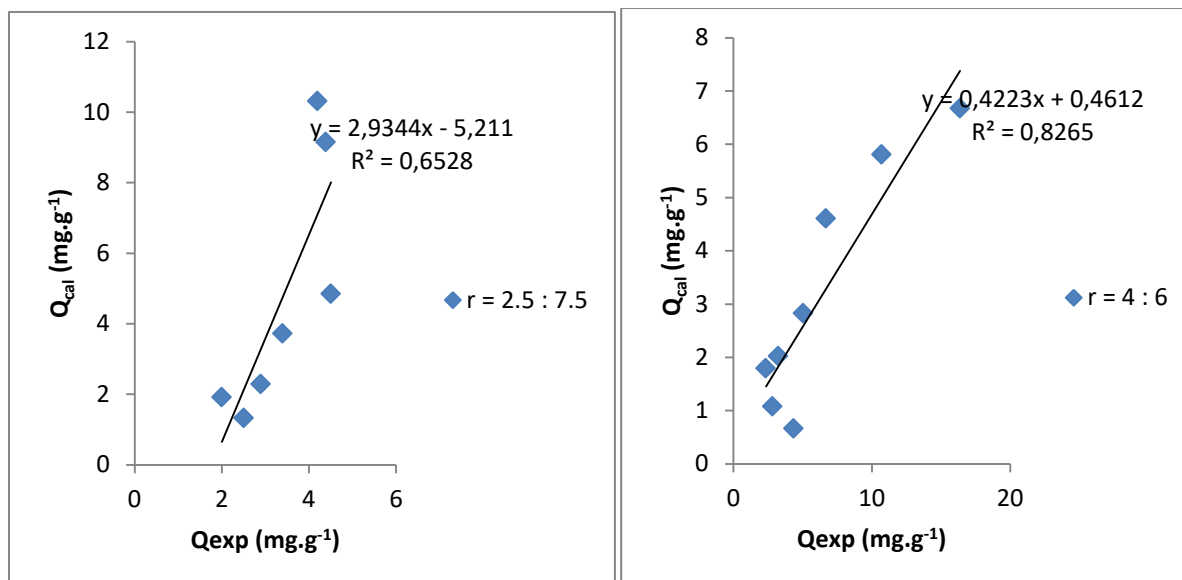 12
10
8
6
4
2
0
0
2
4
6
Q_cal (mg.g⁻¹)
Qexp (mg.g⁻¹)
y = 2,9344x - 5,211
R² = 0,6528
r = 2.5 : 7.5
8
7
6
5
4
3
2
1
0
0
10
20
Q_cal (mg.g⁻¹)
Qexp (mg.g⁻¹)
y = 0,4223x + 0,4612
R² = 0,8265
r = 4 : 6